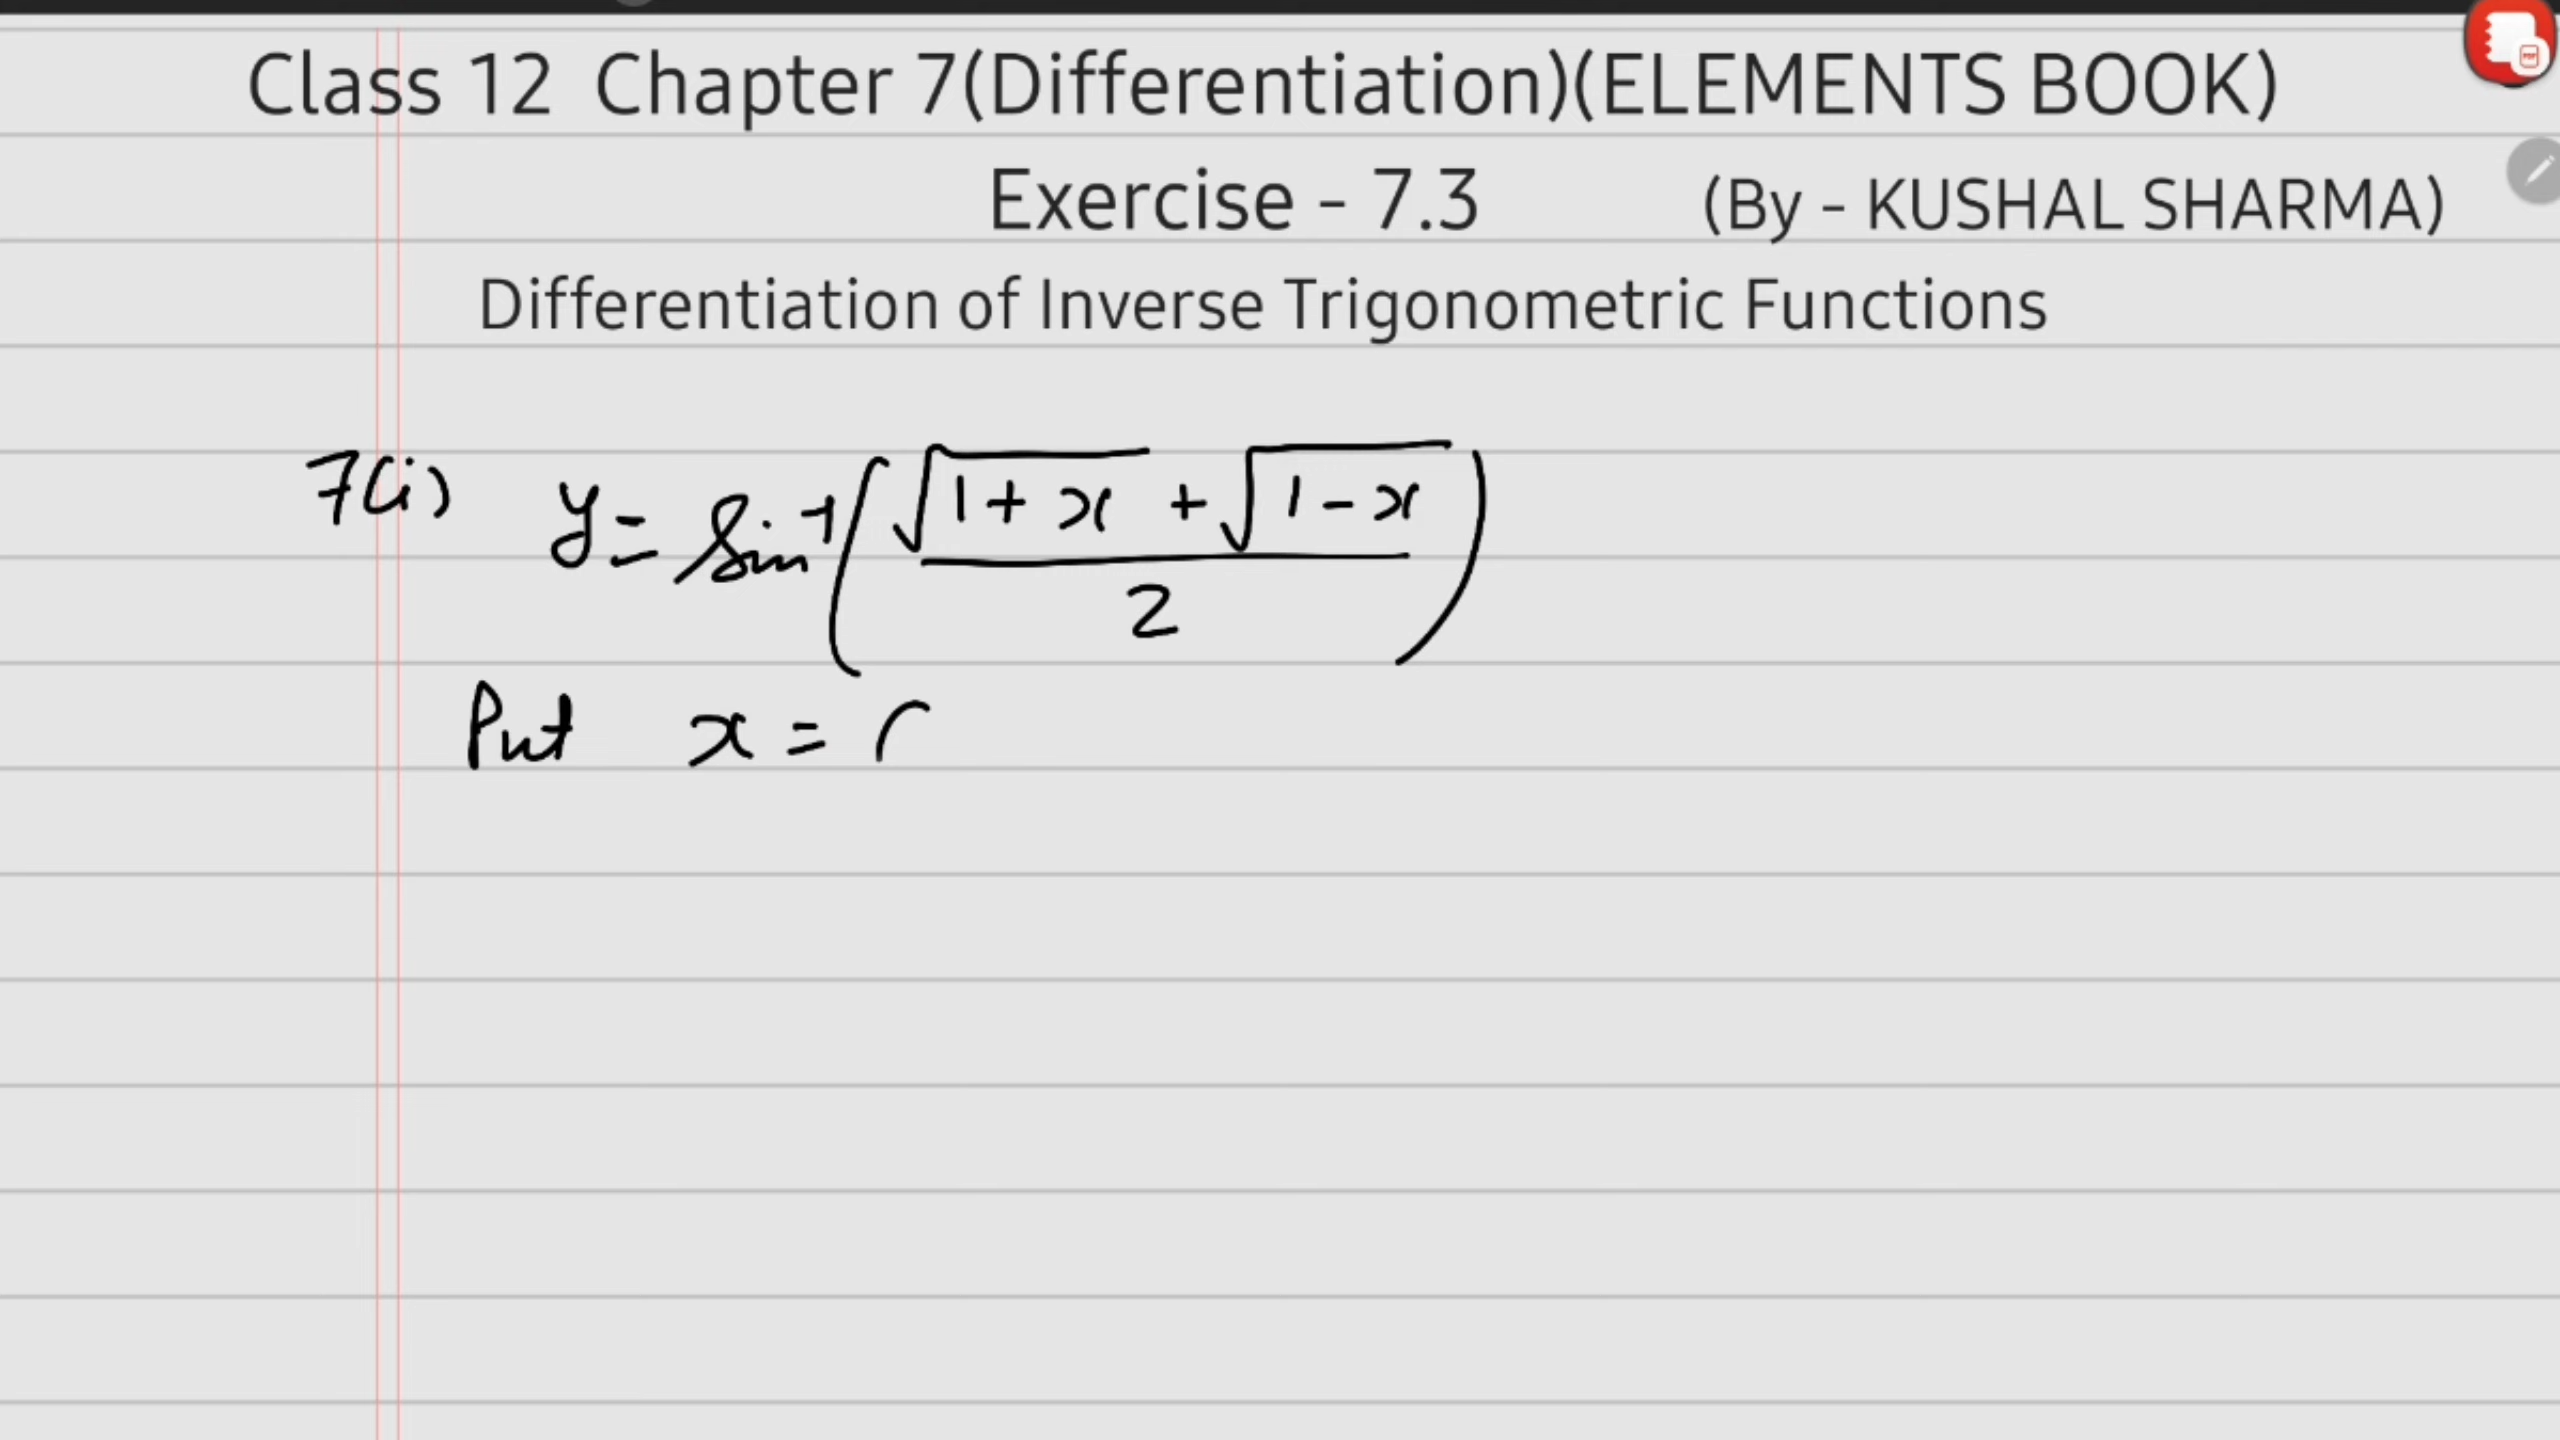 Class 12 Chapter 7(Differentiation)(ELEMENTS BOOK)
Exercise - 7.3 (By - KUSHAL SHARMA)
Differentiation of Inverse Trigonometric Functions
7(i) y = Sin⁻¹((√(1 + x) + √(1 - x))/2)
Put x = (